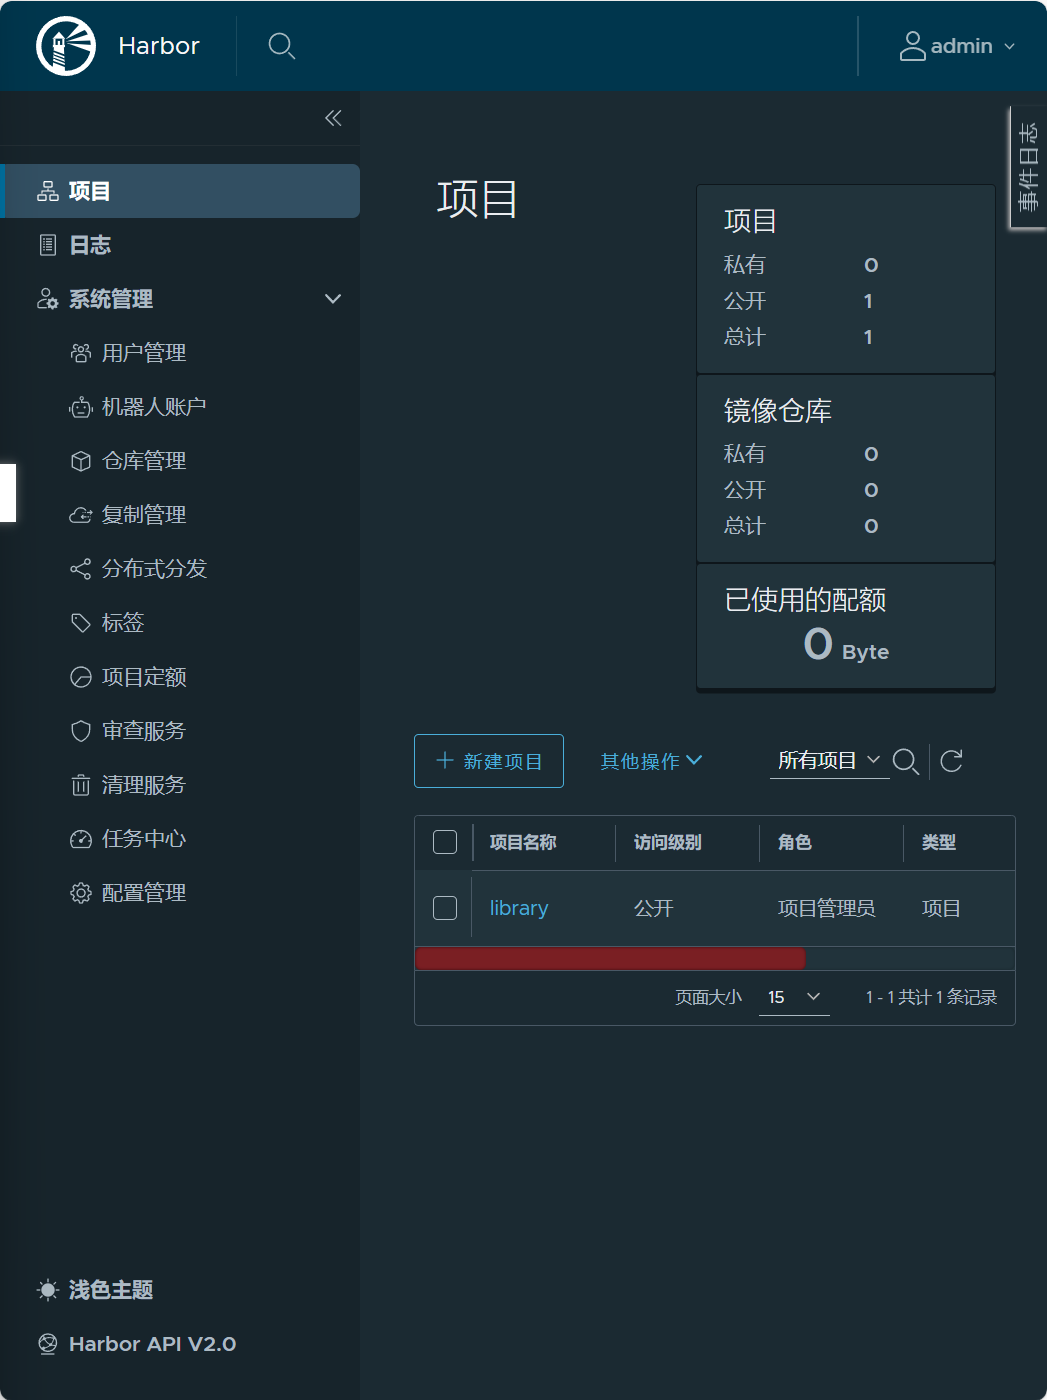 Harbor
admin
事件日志
项目
日志
系统管理
用户管理
机器人账户
仓库管理
复制管理
分布式分发
标签
项目定额
审查服务
清理服务
任务中心
配置管理
浅色主题
Harbor API V2.0
项目
项目
私有 0
公开 1
总计 1
镜像仓库
私有 0
公开 0
总计 0
已使用的配额
0 Byte
新建项目 其他操作 所有项目
项目名称 访问级别 角色 类型
library 公开 项目管理员 项目
页面大小 15 1 - 1 共计 1 条记录